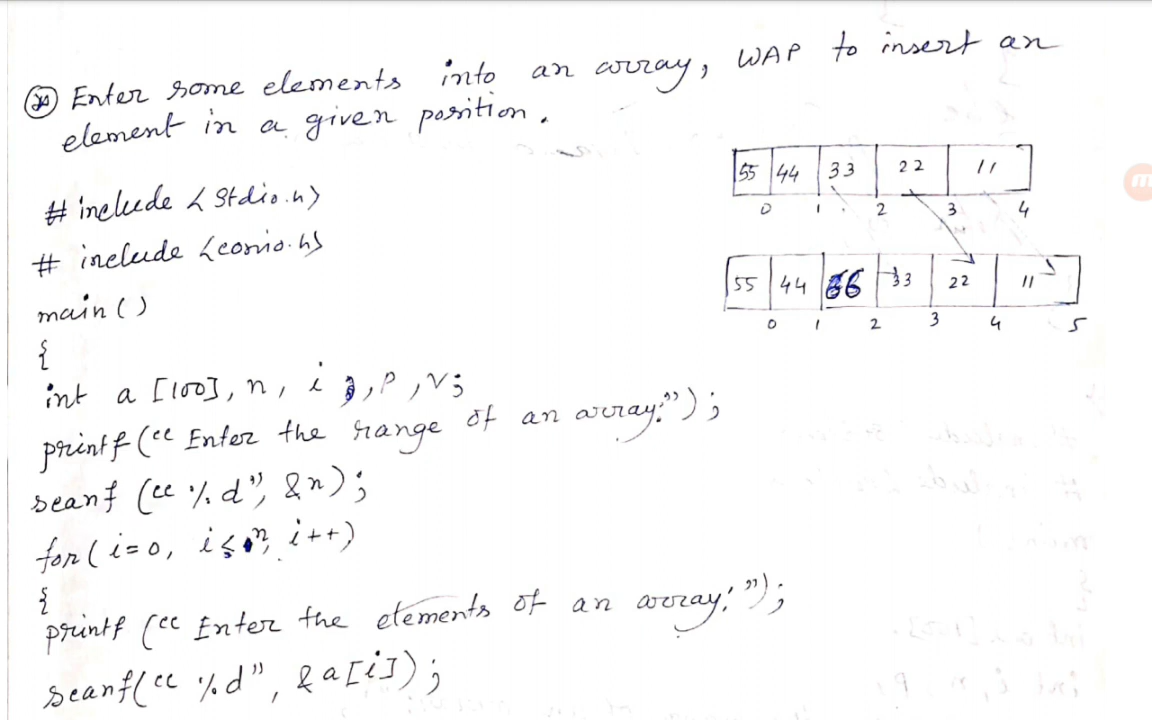 Enter some elements into an array, WAP to insert an
element in a given position.
55 44 33 22 11
0 1 2 3 4
# include <stdio.h>
# include <conio.h>
55 44 66 33 22 11
0 1 2 3 4 5
main ()
{
int a [100], n, i, P, V;
printf (" Enter the range of an array:");
scanf (" %d", &n);
for( i=0, i≤n, i++)
{
printf (" Enter the elements of an array: ");
scanf(" %d", &a[i]);
m